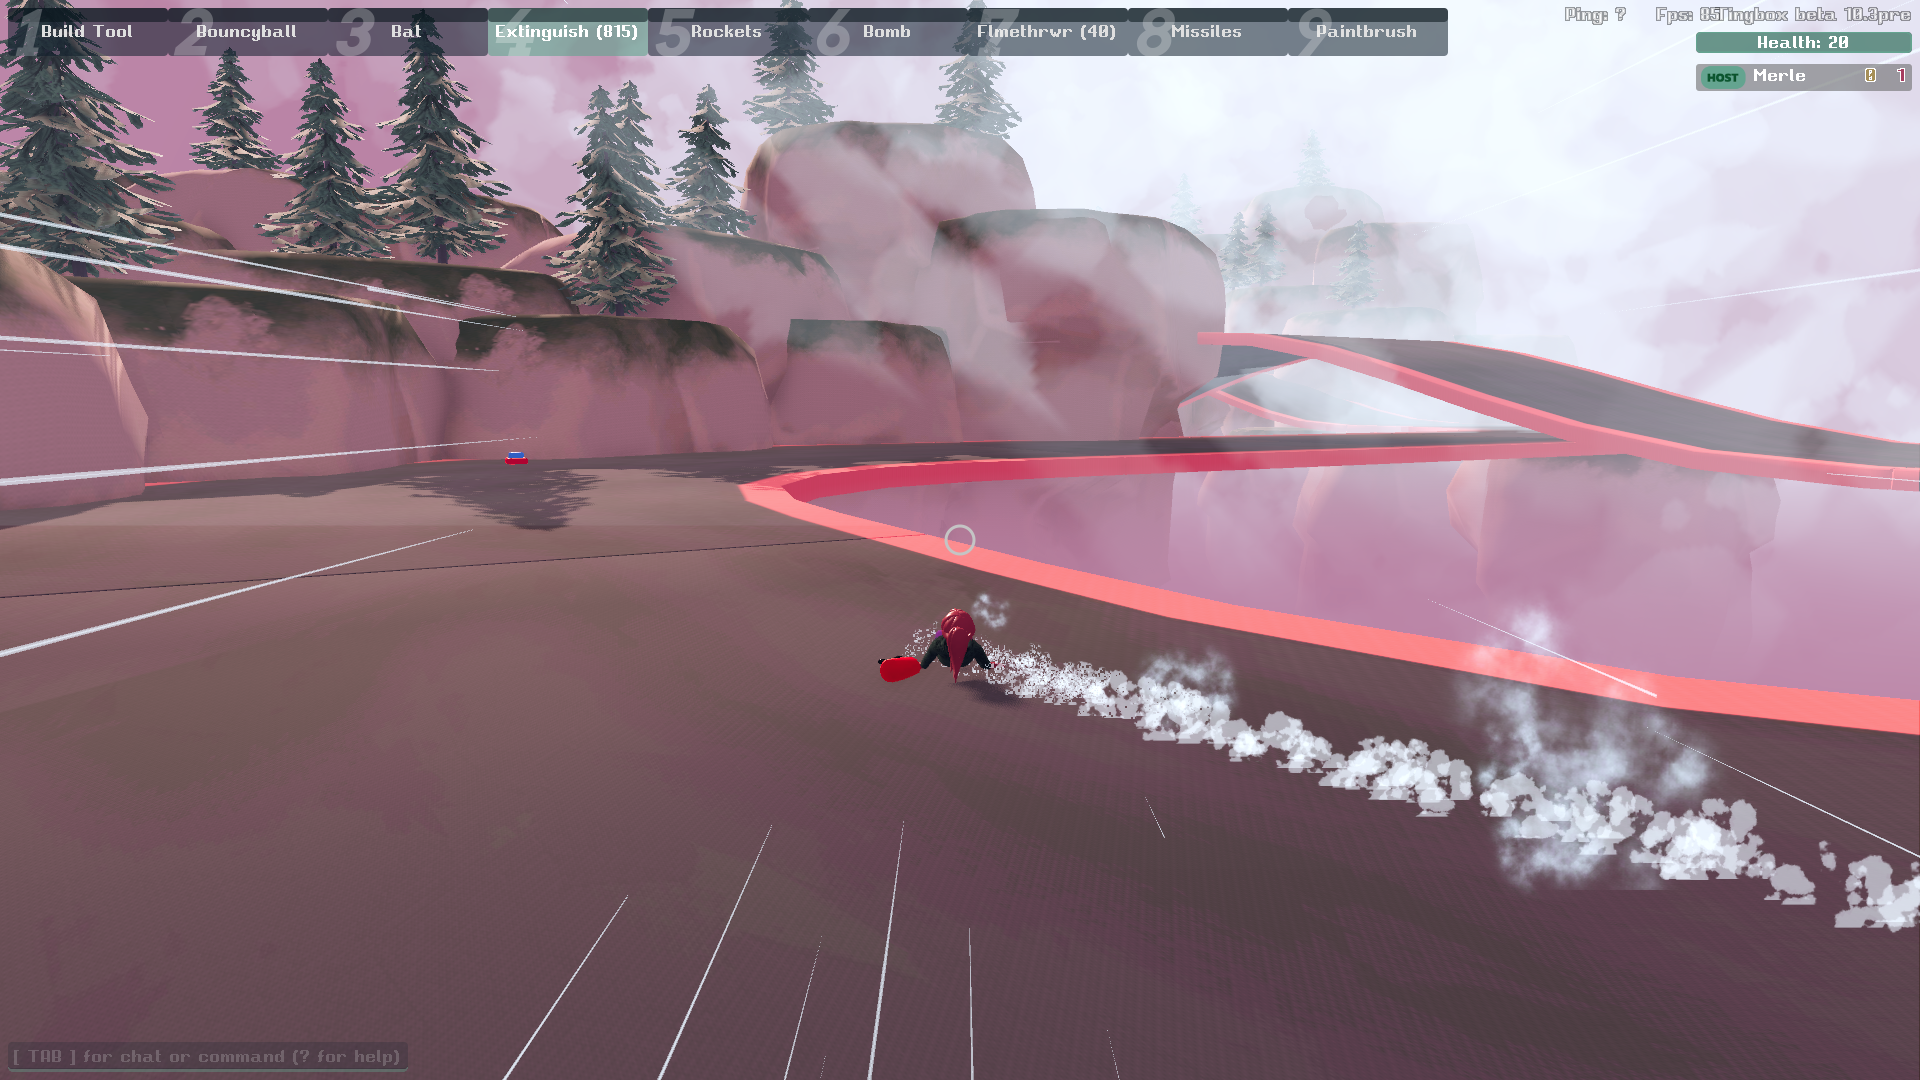 1 Build Tool
2 Bouncyball
3 Bat
4 Extinguish (815)
5 Rockets
6 Bomb
7 Flmethrwr (40)
8 Missiles
9 Paintbrush
Ping: ? Fps: 85 Tinybox beta 10.3pre
Health: 20
HOST Merle 0 1
[ TAB ] for chat or command (? for help)